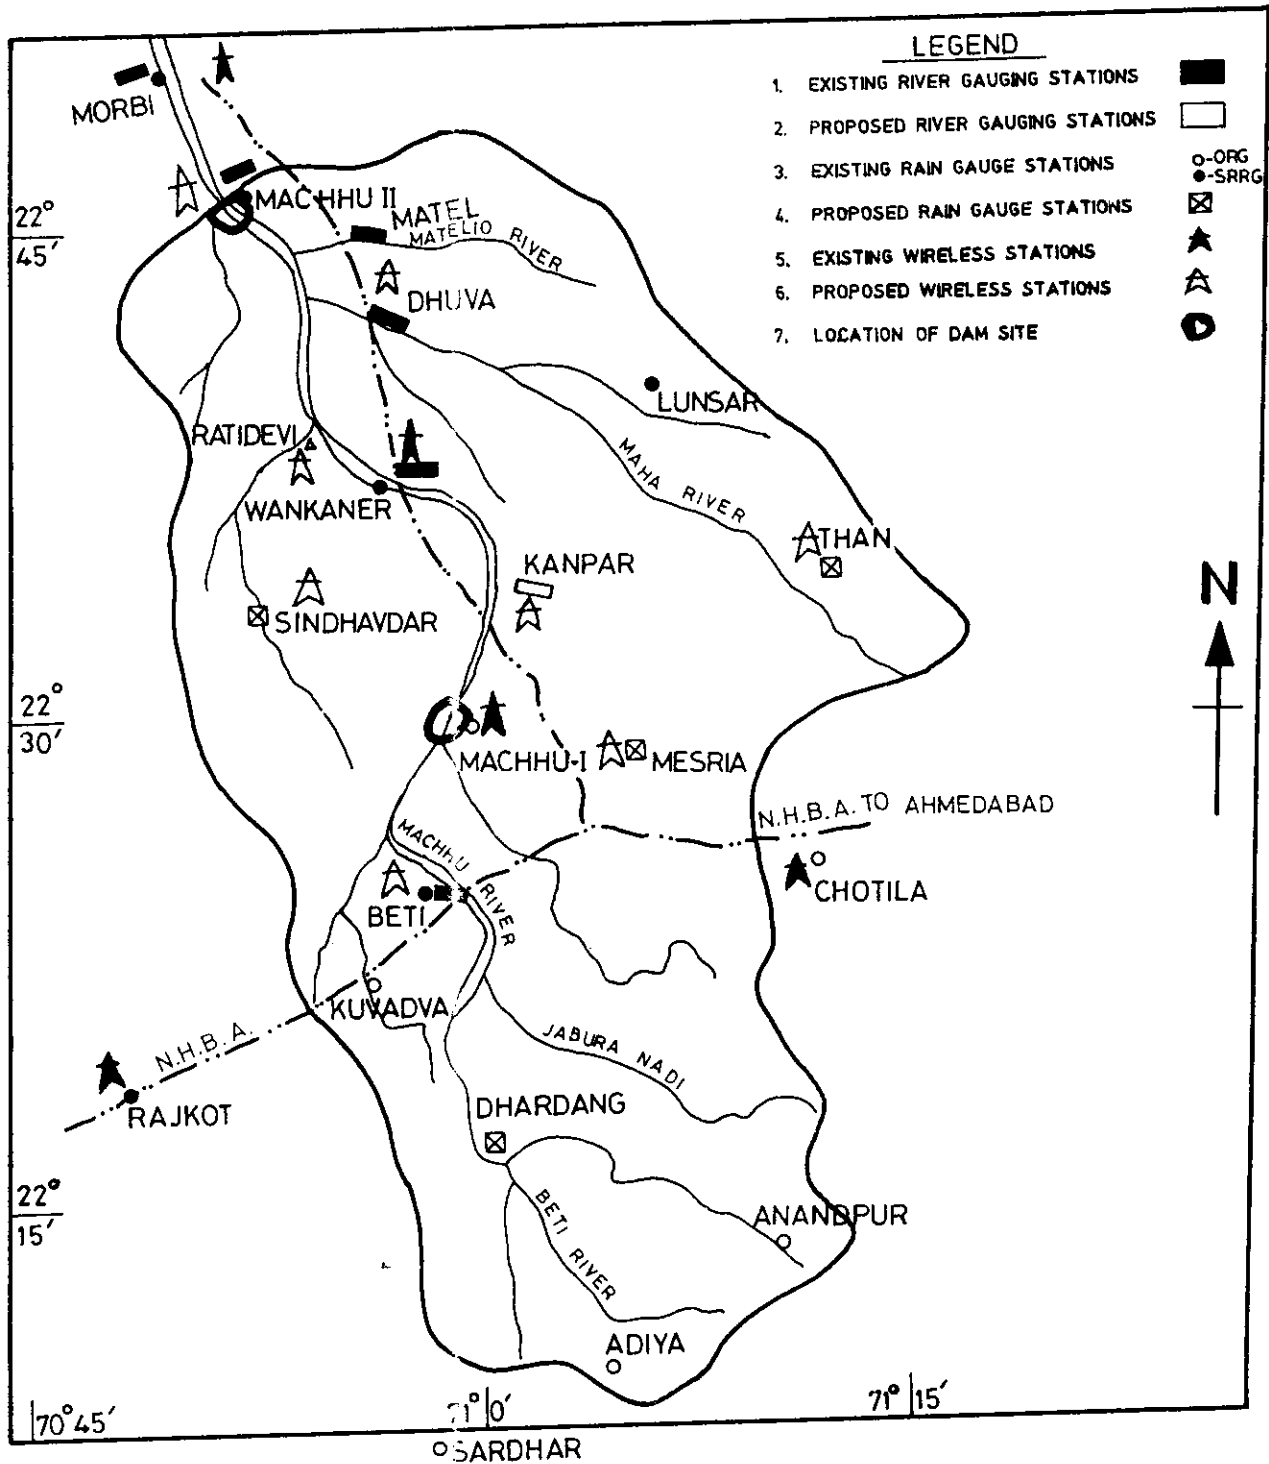 LEGEND
1. EXISTING RIVER GAUGING STATIONS
2. PROPOSED RIVER GAUGING STATIONS
3. EXISTING RAIN GAUGE STATIONS
O-ORG
●-SRRG
4. PROPOSED RAIN GAUGE STATIONS
5. EXISTING WIRELESS STATIONS
6. PROPOSED WIRELESS STATIONS
7. LOCATION OF DAM SITE
MORBI
MACHHU II
22°
45′
MATEL
MATELIO RIVER
DHUVA
LUNSAR
RATIDEVI
WANKANER
MAHA RIVER
THAN
KANPAR
SINDHAVDAR
N
22°
30′
MACHHU-I
MESRIA
N.H.B.A. TO AHMEDABAD
MACHHU RIVER
CHOTILA
BETI
KUVADVA
N.H.B.A.
JABURA NADI
RAJKOT
DHARDANG
22°
15′
BETI RIVER
ANANDPUR
ADIYA
70°45′
71°0′
71°15′
SARDHAR